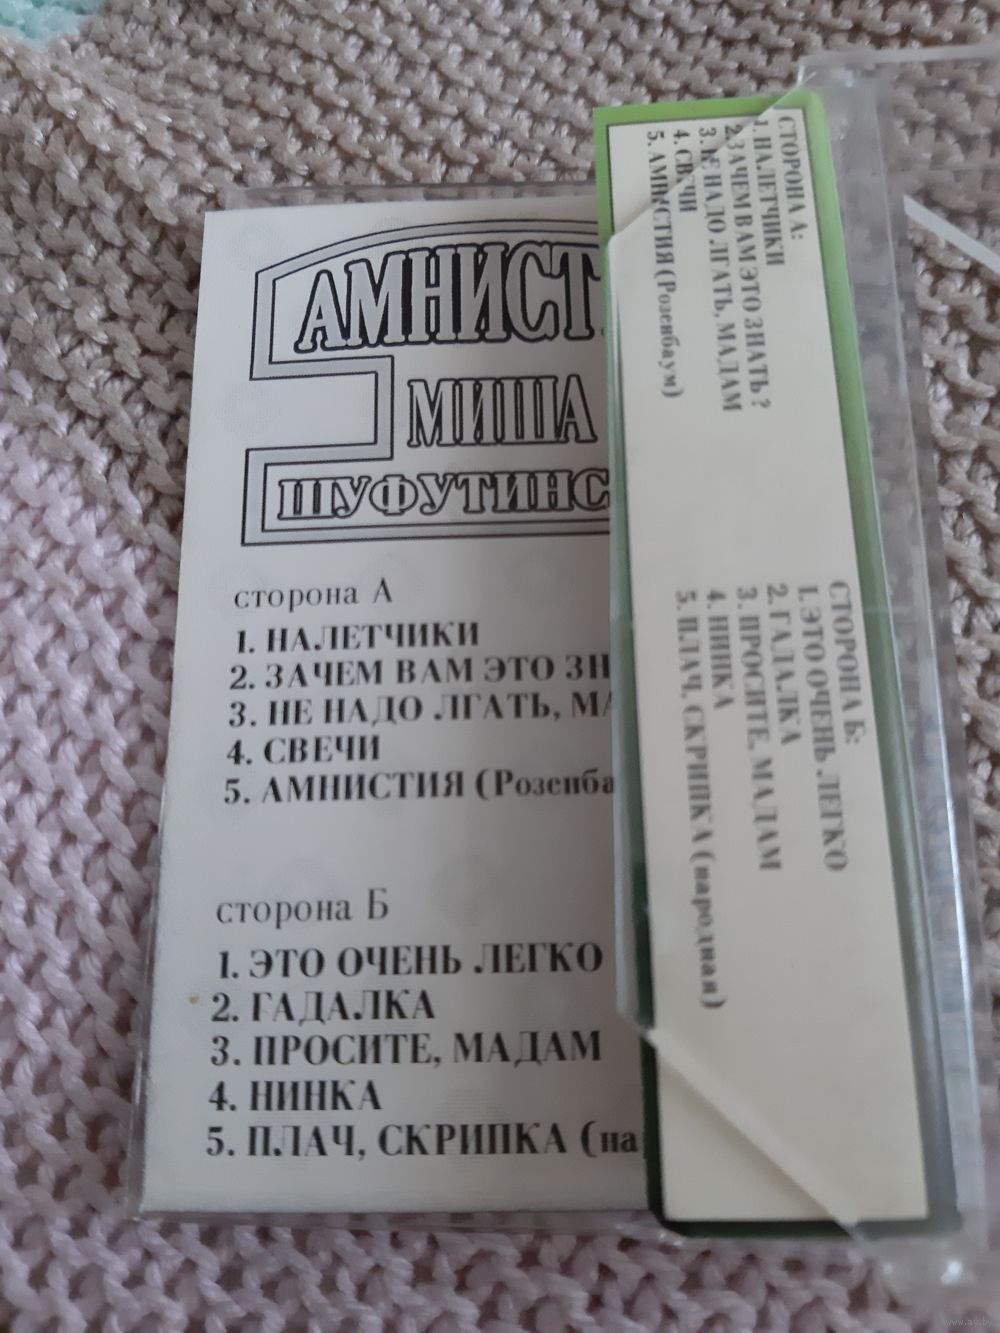 АМНИСТ
МИША
ШУФУТИНС
сторона А
1. НАЛЕТЧИКИ
2. ЗАЧЕМ ВАМ ЭТО ЗН
3. НЕ НАДО ЛГАТЬ, МА
4. СВЕЧИ
5. АМНИСТИЯ (Розенба
сторона Б
1. ЭТО ОЧЕНЬ ЛЕГКО
2. ГАДАЛКА
3. ПРОСИТЕ, МАДАМ
4. НИНКА
5. ПЛАЧ, СКРИПКА (на
СТОРОНА А:
1. НАЛЕТЧИКИ
2. ЗАЧЕМ ВАМ ЭТО ЗНАТЬ?
3. НЕ НАДО ЛГАТЬ, МАДАМ
4. СВЕЧИ
5. АМНИСТИЯ (Розенбаум)
СТОРОНА Б:
1. ЭТО ОЧЕНЬ ЛЕГКО
2. ГАДАЛКА
3. ПРОСИТЕ, МАДАМ
4. НИНКА
5. ПЛАЧ, СКРИПКА (народная)
www.ay.by